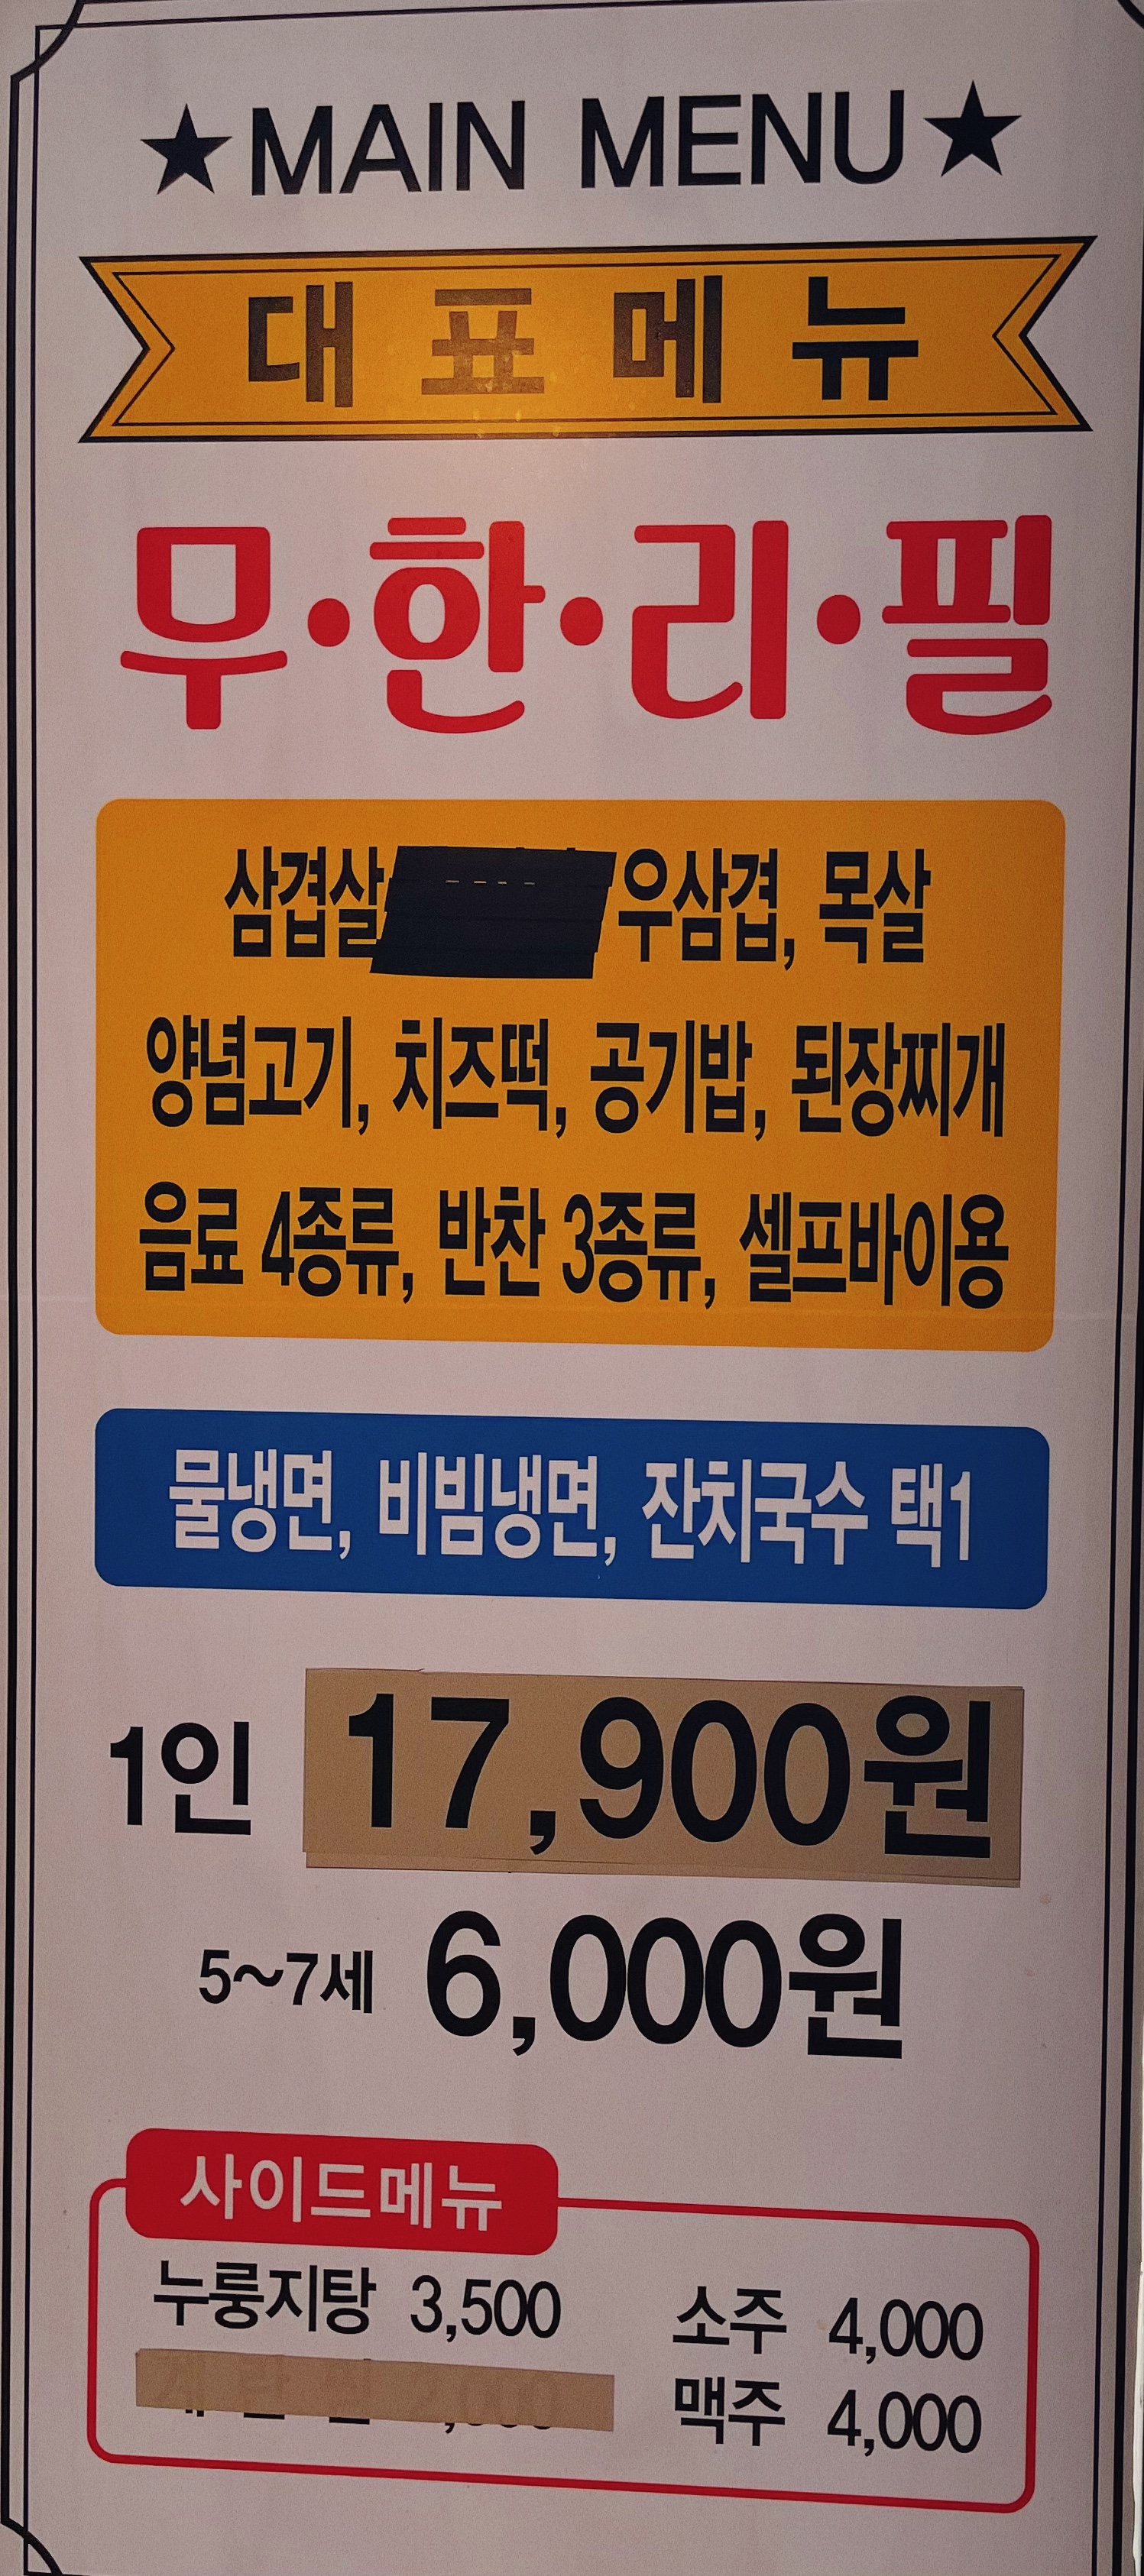 ★MAIN MENU★
대표메뉴
무·한·리·필
삼겹살 우삼겹, 목살
양념고기, 치즈떡, 공기밥, 된장찌개
음료 4종류, 반찬 3종류, 셀프바이용
물냉면, 비빔냉면, 잔치국수 택1
1인 17,900원
5~7세 6,000원
사이드메뉴
누룽지탕 3,500
소주 4,000
맥주 4,000